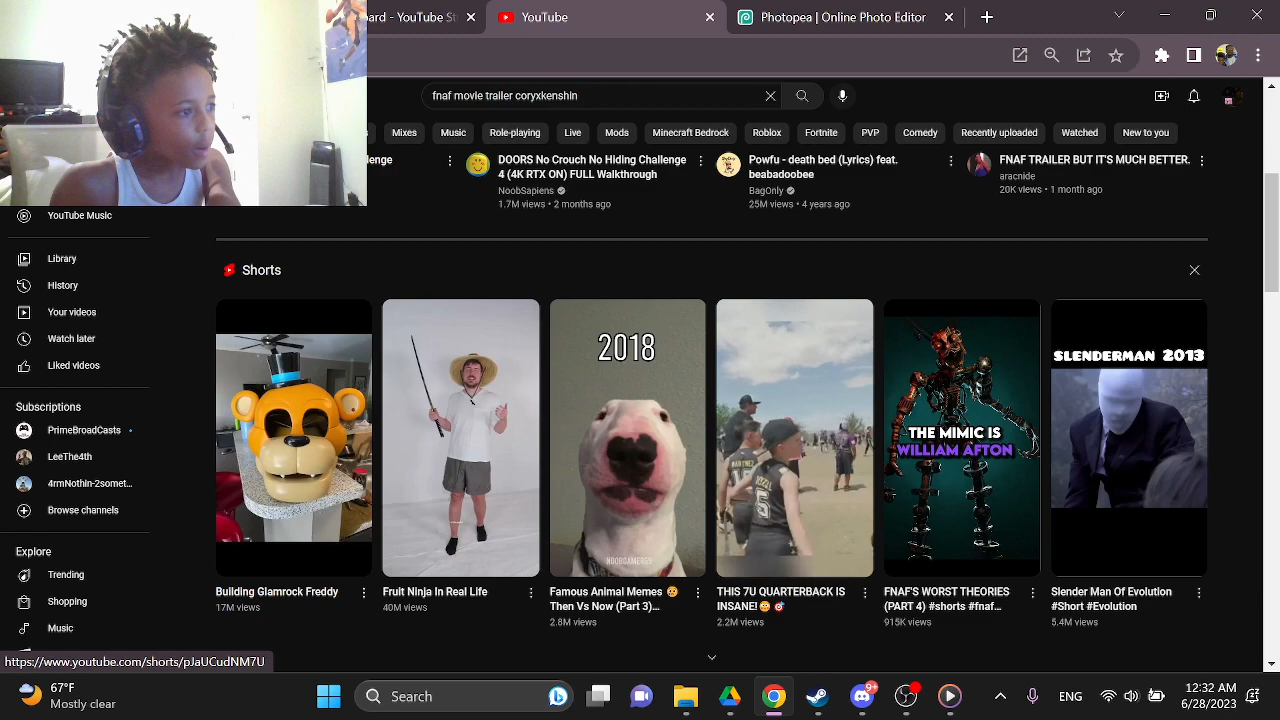 ard - YouTube St
YouTube
Photopea | Online Photo Editor
fnaf movie trailer coryxkenshin
Mixes
Music
Role-playing
Live
Mods
Minecraft Bedrock
Roblox
Fortnite
PVP
Comedy
Recently uploaded
Watched
New to you
lenge
DOORS No Crouch No HIding Challenge
4 (4K RTX ON) FULL Walkthrough
NoobSapiens
1.7M views • 2 months ago
Powfu - death bed (Lyrics) feat.
beabadoobee
BagOnly
25M views • 4 years ago
FNAF TRAILER BUT IT'S MUCH BETTER.
aracnide
20K views • 1 month ago
YouTube Music
Library
History
Your videos
Watch later
Liked videos
Subscriptions
PrimeBroadCasts
LeeThe4th
4rmNothin-2somet...
Browse channels
Explore
Trending
Shopping
Music
Shorts
2018
NOOBGAMER69
MARTINEZ
5
THE MIMIC IS
WILLIAM AFTON
SLENDERMAN 2013
Building Glamrock Freddy
17M views
Fruit Ninja In Real Life
40M views
Famous Animal Memes 😳
Then Vs Now (Part 3)...
2.8M views
THIS 7U QUARTERBACK IS
INSANE! 😳 🎯
2.2M views
FNAF'S WORST THEORIES
(PART 4) #shorts #fnaf...
915K views
Slender Man Of Evolution
#Short #Evolution
5.4M views
https://www.youtube.com/shorts/pJaUCudNM7U
67°F
Mostly clear
Search
9+
ENG
12:32 AM
6/28/2023